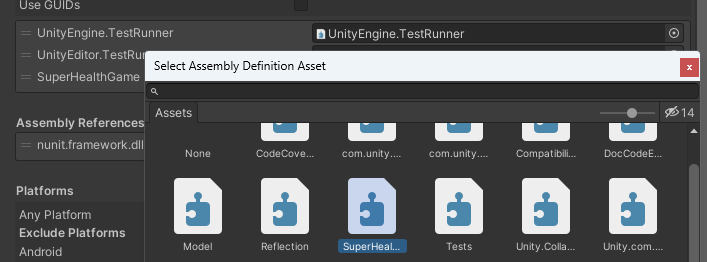 Use GUIDs
UnityEngine.TestRunner
UnityEngine.TestRunner
UnityEditor.TestR
SuperHealthGame
Select Assembly Definition Asset
Assets
14
Assembly References
nunit.framework.dll
None
CodeCove...
com.unity....
com.unity....
Compatibili...
DocCodeE...
Platforms
Any Platform
Exclude Platforms
Android
Model
Reflection
SuperHeal...
Tests
Unity.Colla...
Unity.com....